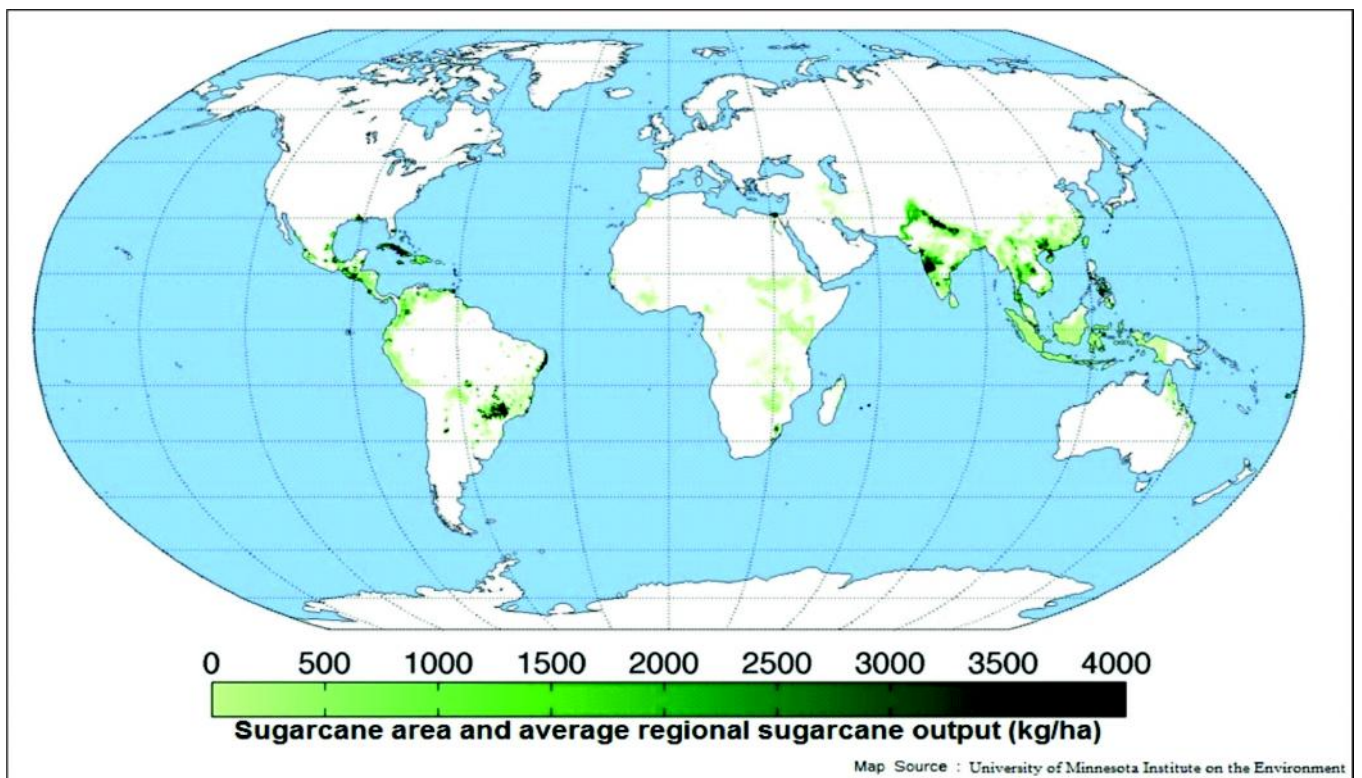 0 500 1000 1500 2000 2500 3000 3500 4000
Sugarcane area and average regional sugarcane output (kg/ha)
Map Source : University of Minnesota Institute on the Environment